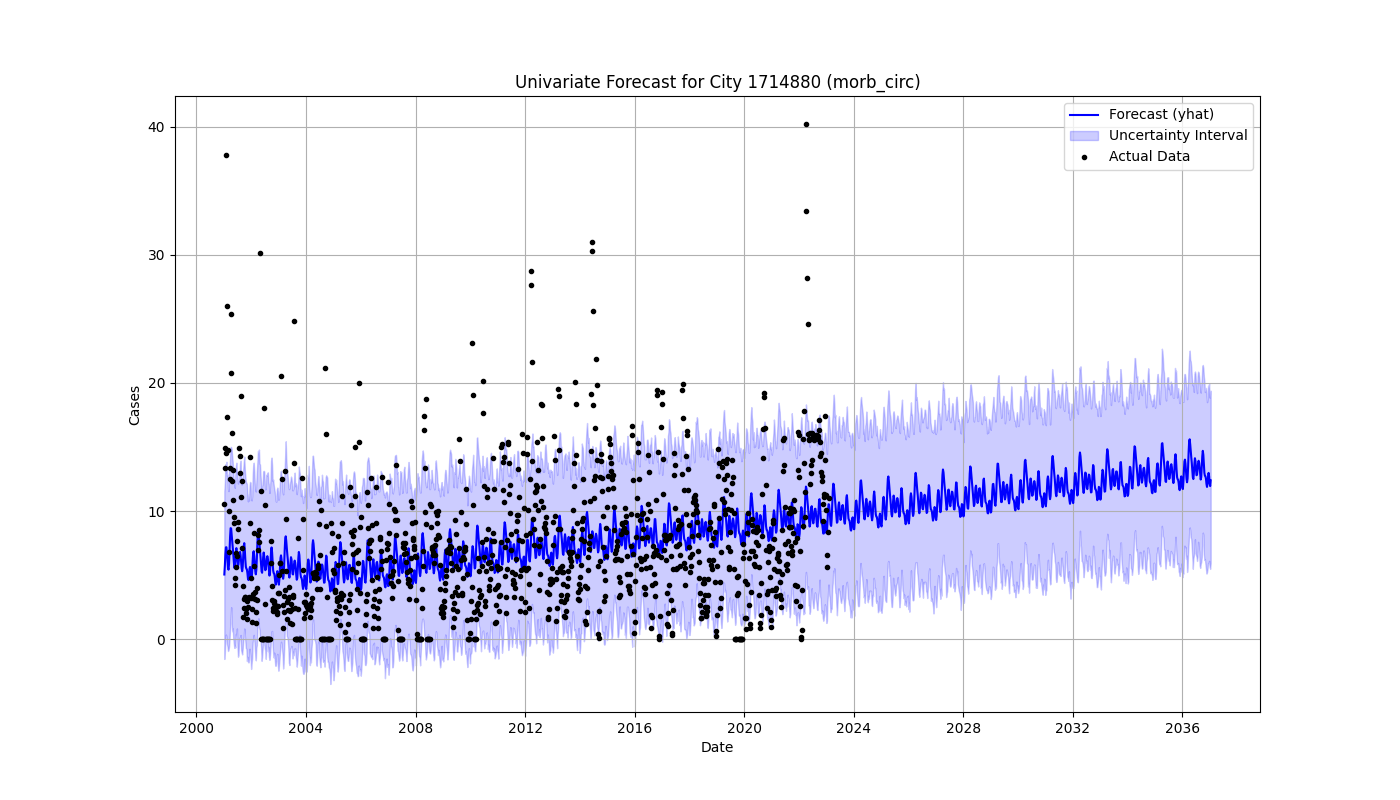 Univariate Forecast for City 1714880 (morb_circ)
Forecast (yhat)
Uncertainty Interval
Actual Data
Cases
40
30
20
10
0
2000 2004 2008 2012 2016 2020 2024 2028 2032 2036
Date